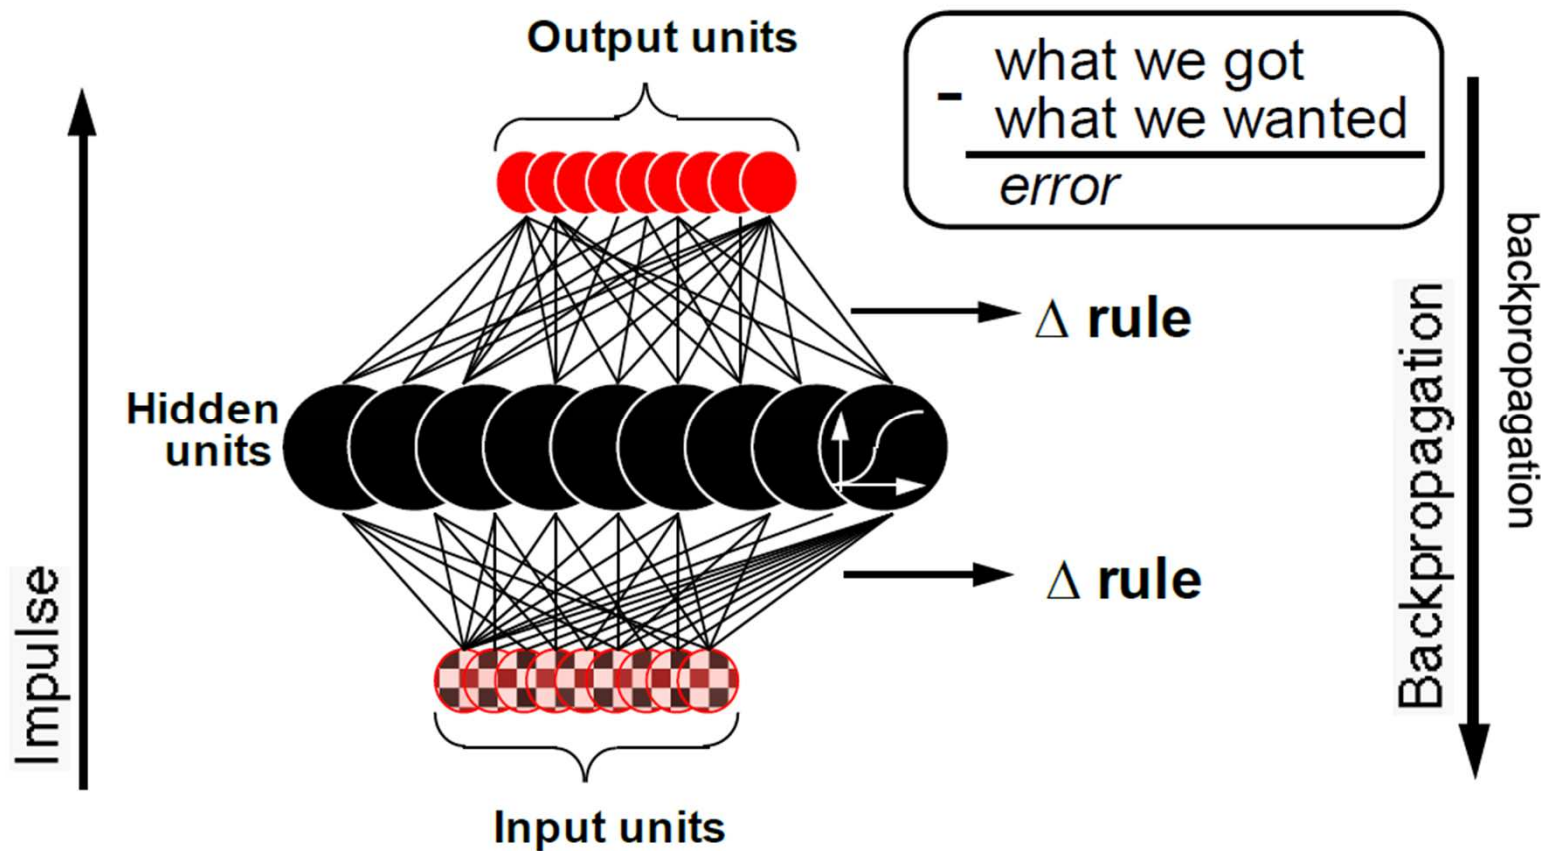 Output units
what we got
- what we wanted
error
Δ rule
Hidden
units
Δ rule
Impulse
Backpropagation
backpropagation
Input units